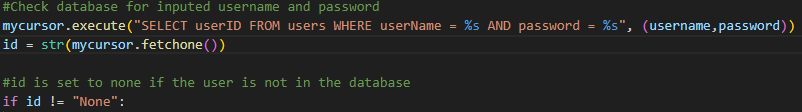 #Check database for inputed username and password
mycursor.execute("SELECT userID FROM users WHERE userName = %s AND password = %s", (username,password))
id = str(mycursor.fetchone())
#id is set to none if the user is not in the database
if id != "None":